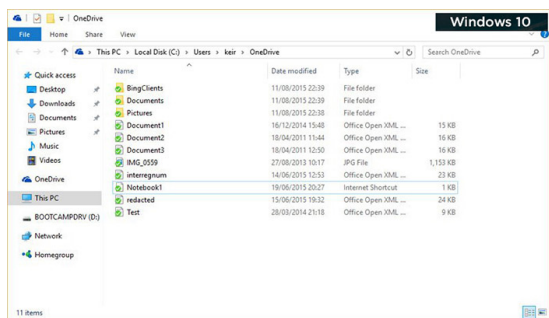 OneDrive
Windows 10
File Home Share View
This PC Local Disk (C:) Users keir OneDrive
Search OneDrive
Name Date modified Type Size
Quick access
Desktop
Downloads
Documents
Pictures
Music
Videos
OneDrive
This PC
BOOTCAMPDRV (D:)
Network
Homegroup
BingClients 11/08/2015 22:39 File folder
Documents 11/08/2015 22:39 File folder
Pictures 11/08/2015 22:38 File folder
Document1 16/12/2014 15:48 Office Open XML ... 15 KB
Document2 18/04/2011 11:44 Office Open XML ... 16 KB
Document3 18/04/2011 12:50 Office Open XML ... 16 KB
IMG_0559 27/08/2013 10:17 JPG File 1,153 KB
interregnum 14/06/2015 12:53 Office Open XML ... 23 KB
Notebook1 19/06/2015 20:27 Internet Shortcut 1 KB
redacted 15/06/2015 19:32 Office Open XML ... 24 KB
Test 28/03/2014 21:18 Office Open XML ... 9 KB
11 items